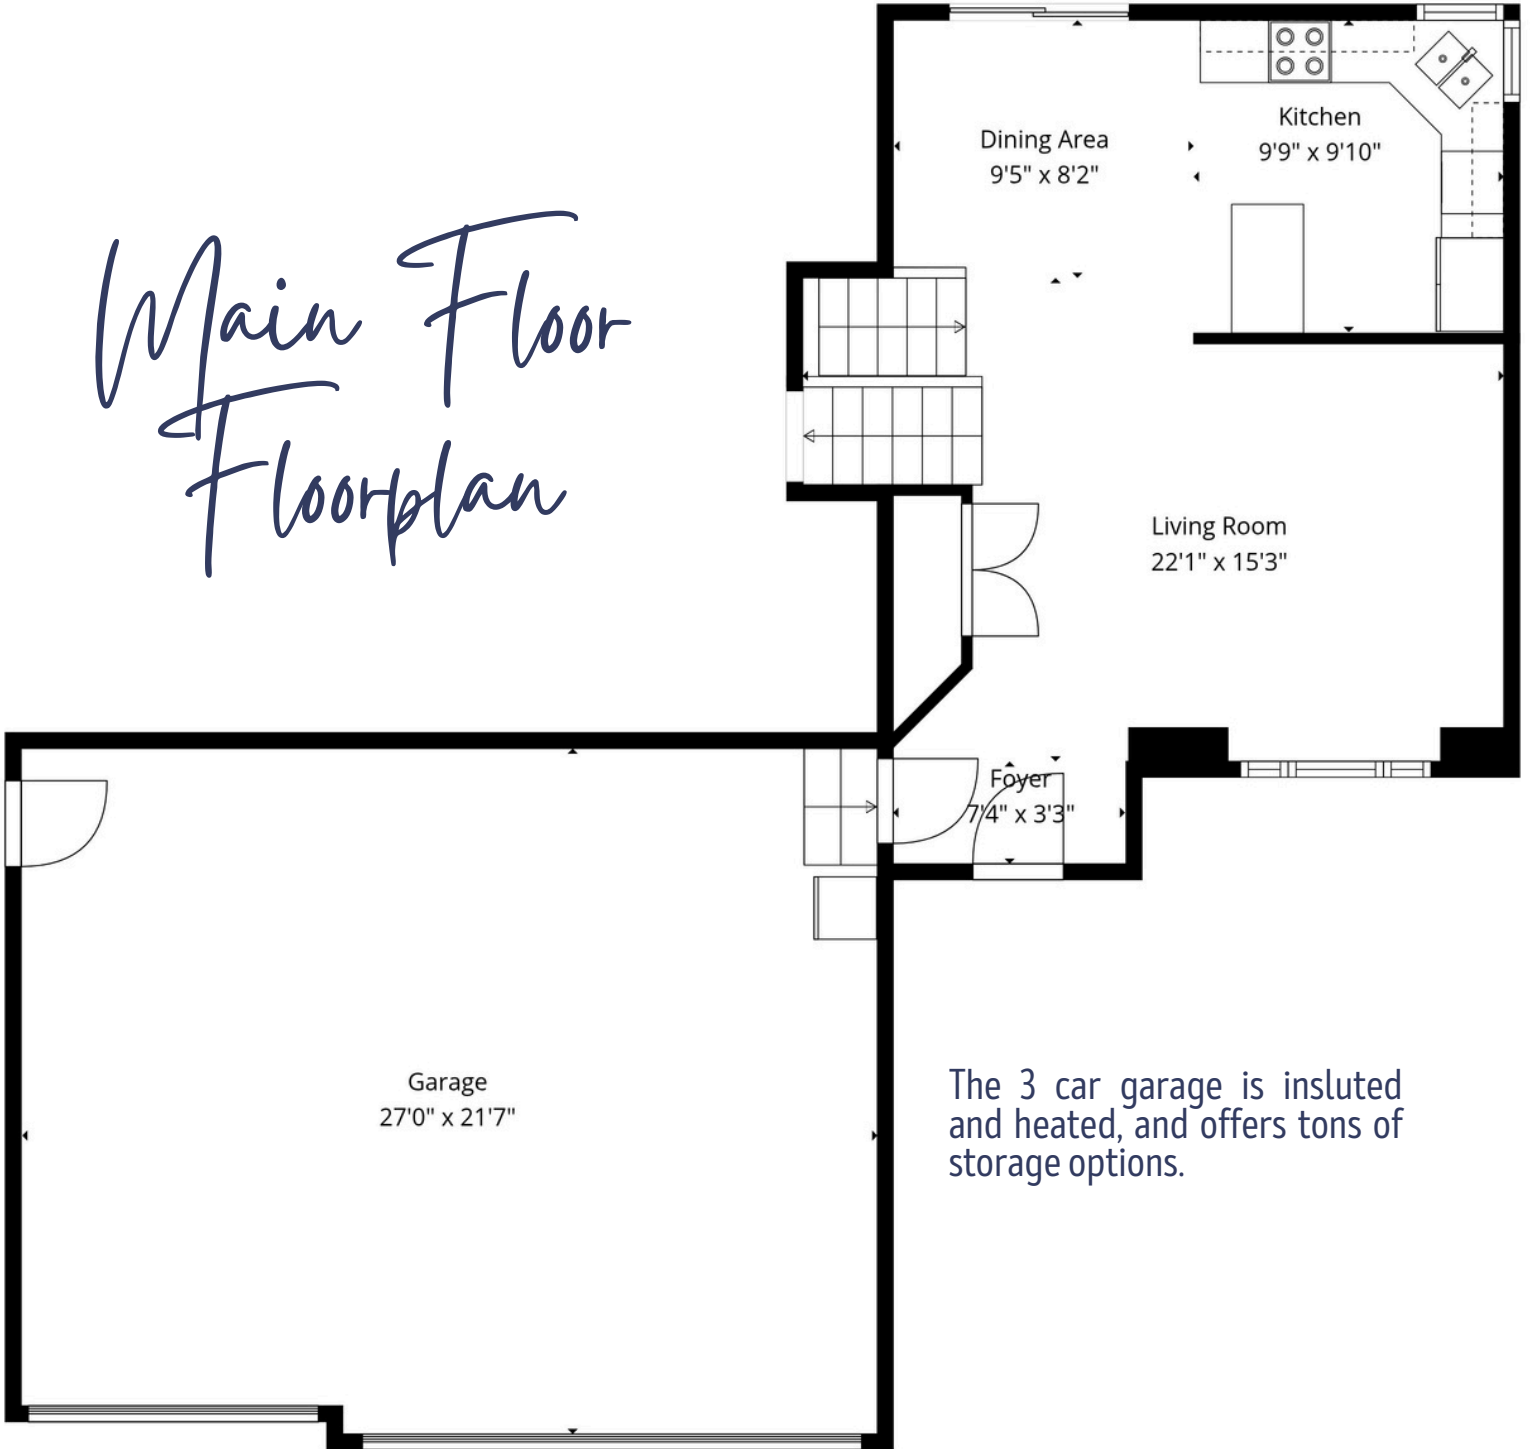 Main Floor
Floorplan
Dining Area
9'5" x 8'2"
Kitchen
9'9" x 9'10"
Living Room
22'1" x 15'3"
Foyer
7'4" x 3'3"
Garage
27'0" x 21'7"
The 3 car garage is insluted
and heated, and offers tons of
storage options.